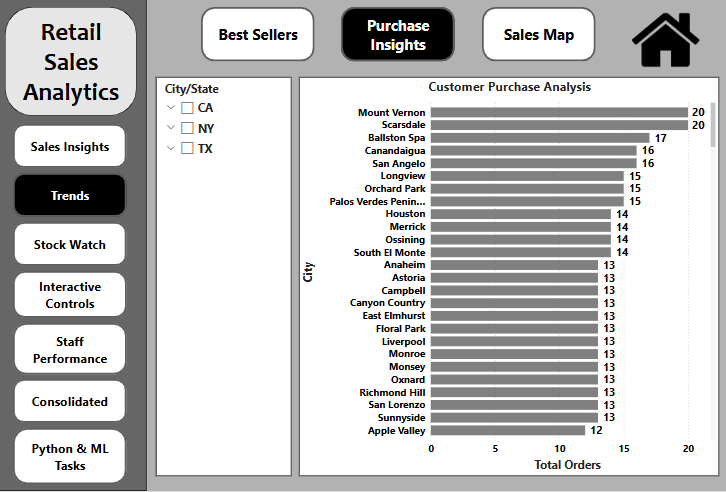 Retail
Sales
Analytics
Sales Insights
Trends
Stock Watch
Interactive
Controls
Staff
Performance
Consolidated
Python & ML
Tasks
Best Sellers
Purchase
Insights
Sales Map
City/State
CA
NY
TX
Customer Purchase Analysis
City
Mount Vernon 20
Scarsdale 20
Ballston Spa 17
Canandaigua 16
San Angelo 16
Longview 15
Orchard Park 15
Palos Verdes Penin... 15
Houston 14
Merrick 14
Ossining 14
South El Monte 14
Anaheim 13
Astoria 13
Campbell 13
Canyon Country 13
East Elmhurst 13
Floral Park 13
Liverpool 13
Monroe 13
Monsey 13
Oxnard 13
Richmond Hill 13
San Lorenzo 13
Sunnyside 13
Apple Valley 12
0 5 10 15 20
Total Orders